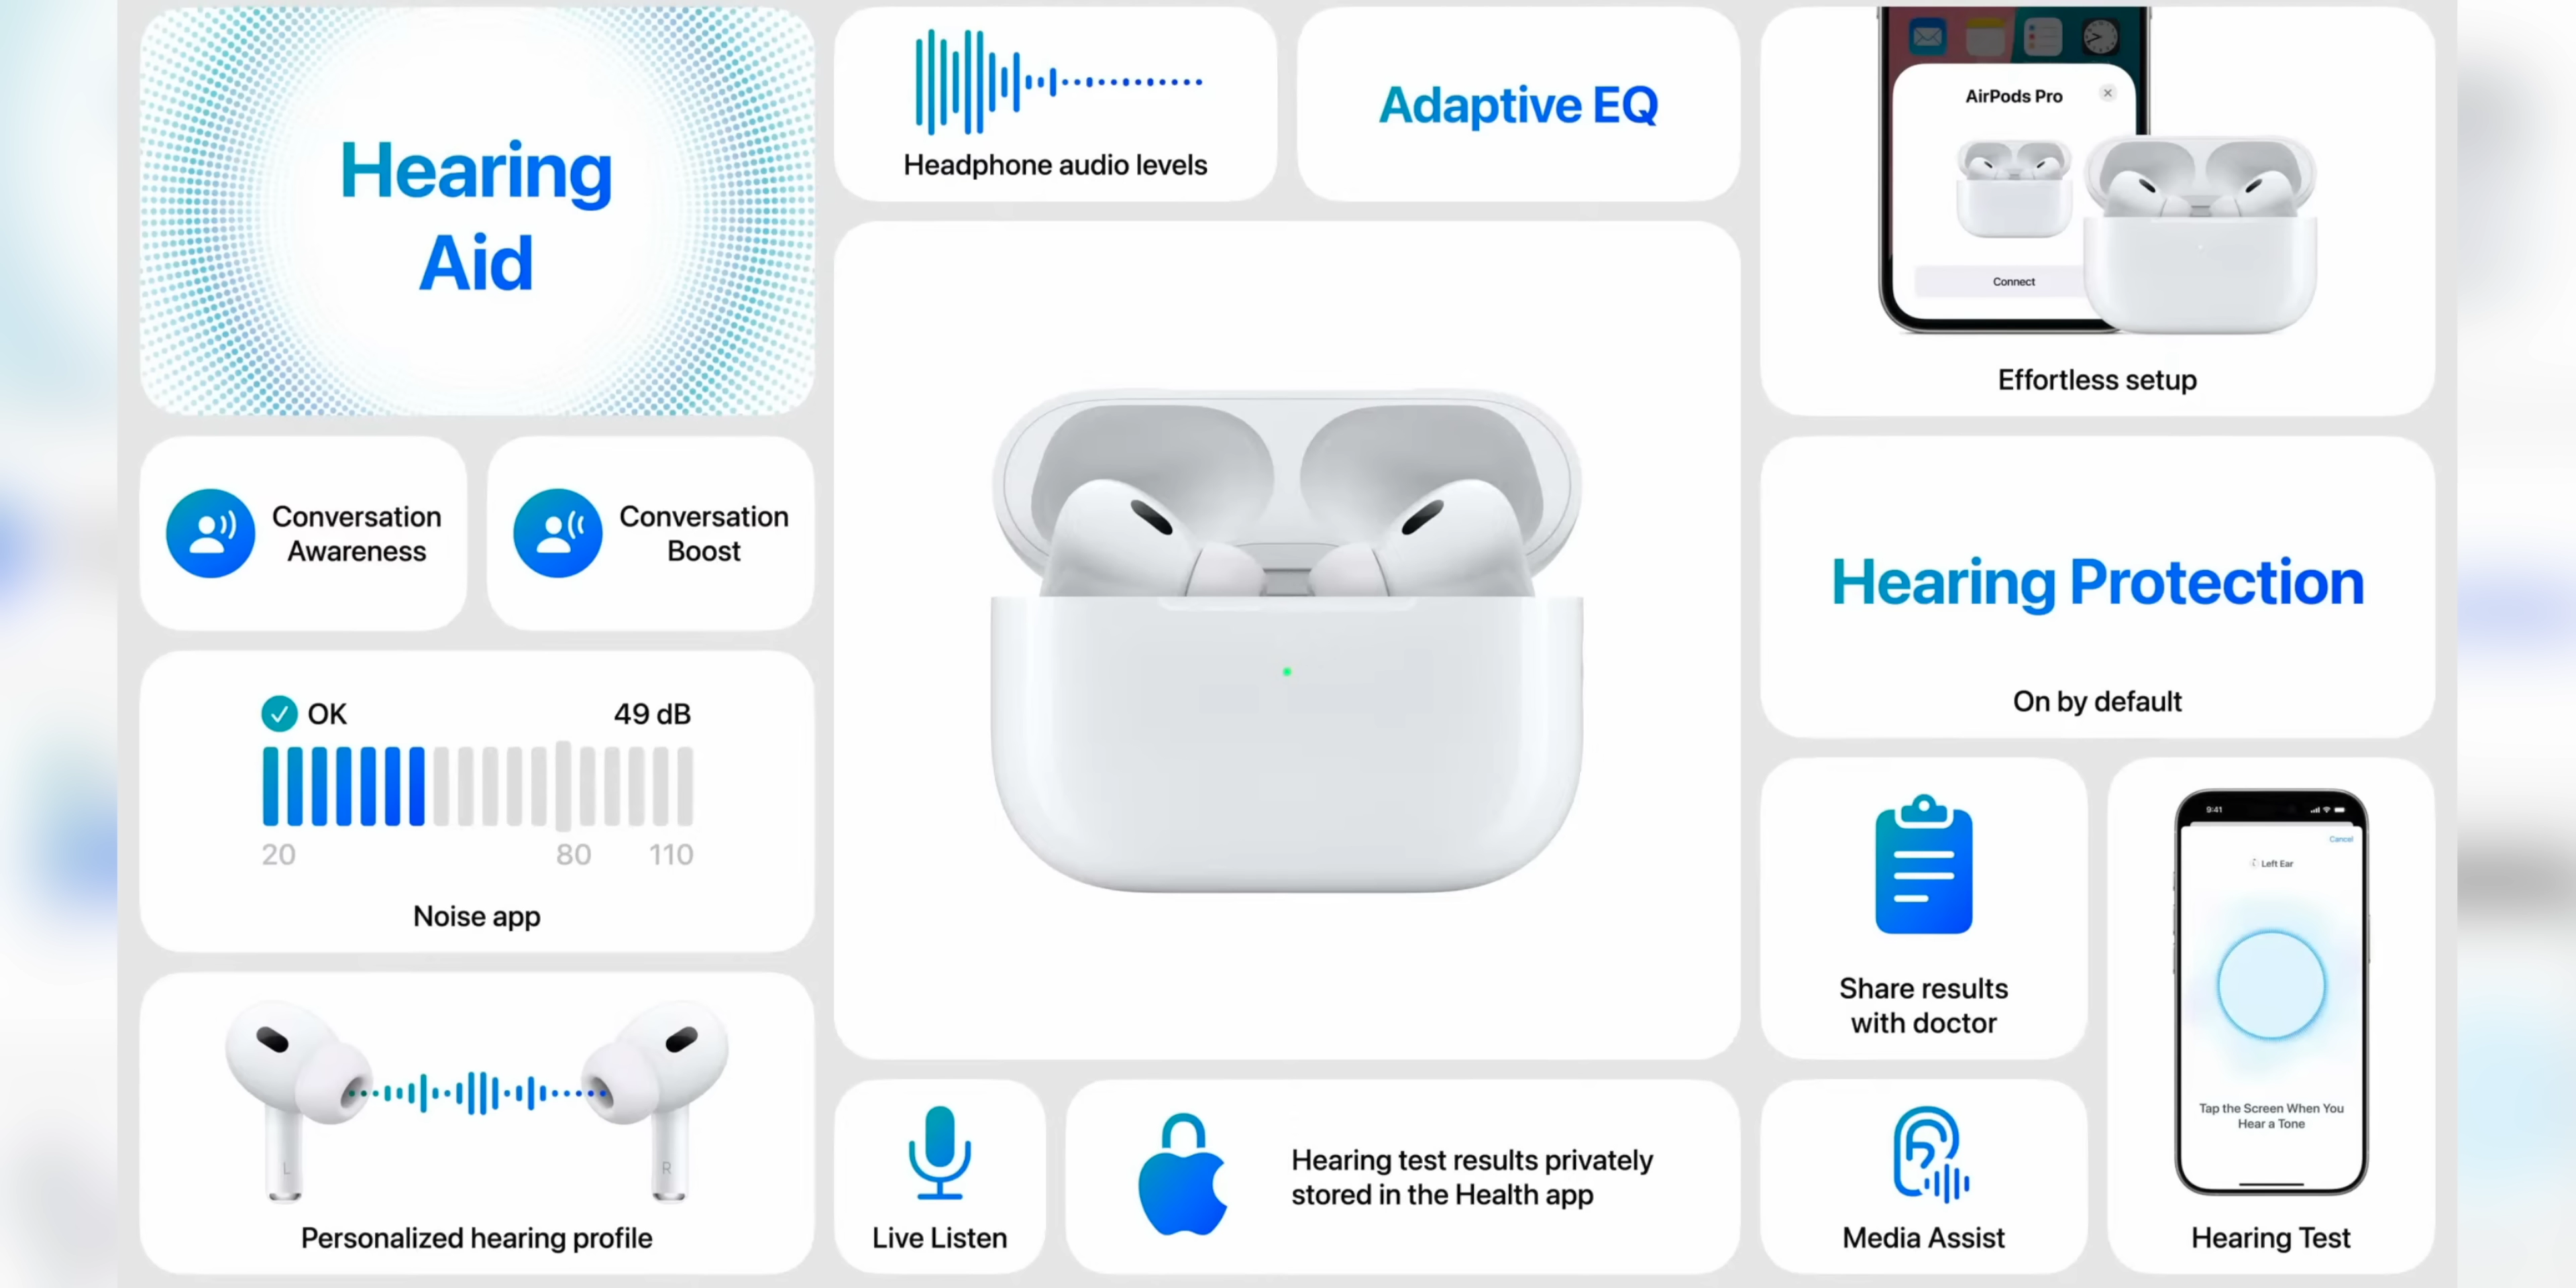 Hearing
Aid
Headphone audio levels
Adaptive EQ
AirPods Pro
Connect
Effortless setup
Conversation
Awareness
Conversation
Boost
Hearing Protection
On by default
OK
49 dB
20
80
110
Noise app
Share results
with doctor
9:41
Cancel
Left Ear
Tap the Screen When You
Hear a Tone
Hearing Test
L
R
Personalized hearing profile
Live Listen
Hearing test results privately
stored in the Health app
Media Assist